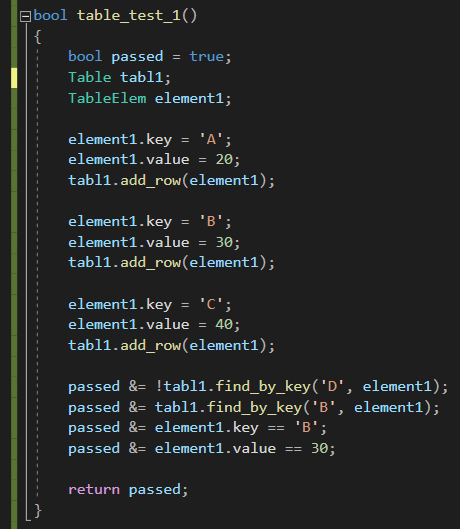 bool table_test_1()
{
bool passed = true;
Table tabl1;
TableElem element1;
element1.key = 'A';
element1.value = 20;
tabl1.add_row(element1);
element1.key = 'B';
element1.value = 30;
tabl1.add_row(element1);
element1.key = 'C';
element1.value = 40;
tabl1.add_row(element1);
passed &= !tabl1.find_by_key('D', element1);
passed &= tabl1.find_by_key('B', element1);
passed &= element1.key == 'B';
passed &= element1.value == 30;
return passed;
}